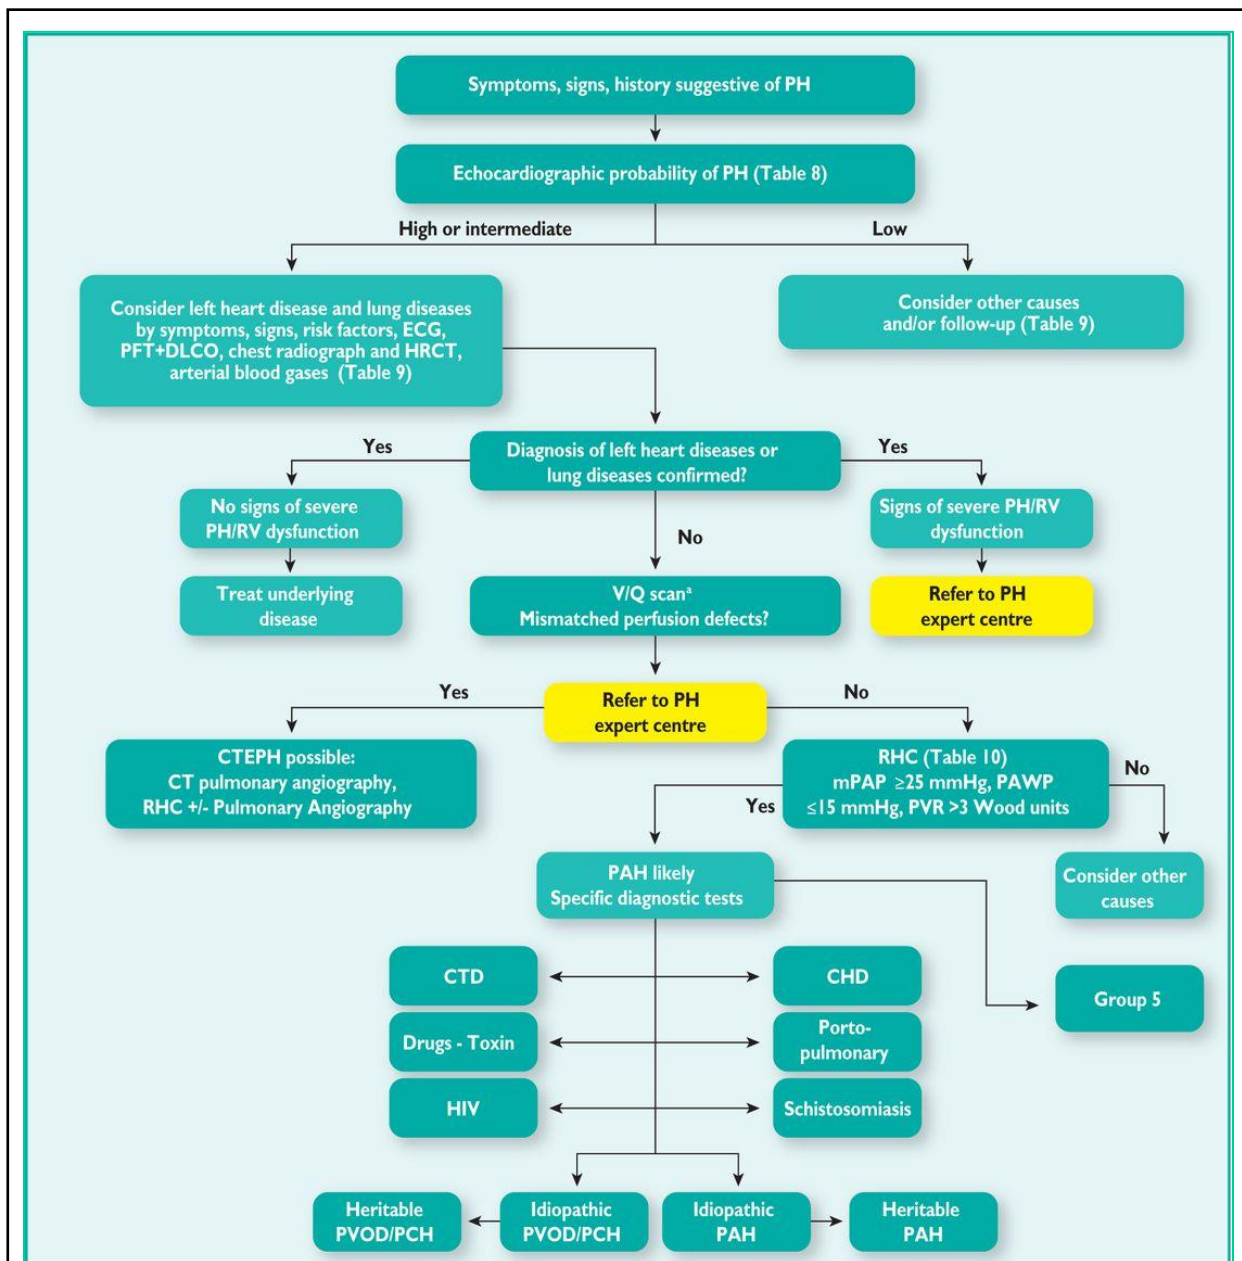 Symptoms, signs, history suggestive of PH
Echocardiographic probability of PH (Table 8)
High or intermediate
Low
Consider left heart disease and lung diseases
by symptoms, signs, risk factors, ECG,
PFT+DLCO, chest radiograph and HRCT,
arterial blood gases (Table 9)
Consider other causes
and/or follow-up (Table 9)
Yes
Diagnosis of left heart diseases or
lung diseases confirmed?
Yes
No signs of severe
PH/RV dysfunction
Signs of severe PH/RV
dysfunction
No
Treat underlying
disease
V/Q scanᵃ
Mismatched perfusion defects?
Refer to PH
expert centre
Yes
Refer to PH
expert centre
No
CTEPH possible:
CT pulmonary angiography,
RHC +/- Pulmonary Angiography
RHC (Table 10)
mPAP ≥25 mmHg, PAWP
≤15 mmHg, PVR >3 Wood units
No
Yes
PAH likely
Specific diagnostic tests
Consider other
causes
CTD
CHD
Group 5
Drugs - Toxin
Porto-
pulmonary
HIV
Schistosomiasis
Heritable
PVOD/PCH
Idiopathic
PVOD/PCH
Idiopathic
PAH
Heritable
PAH